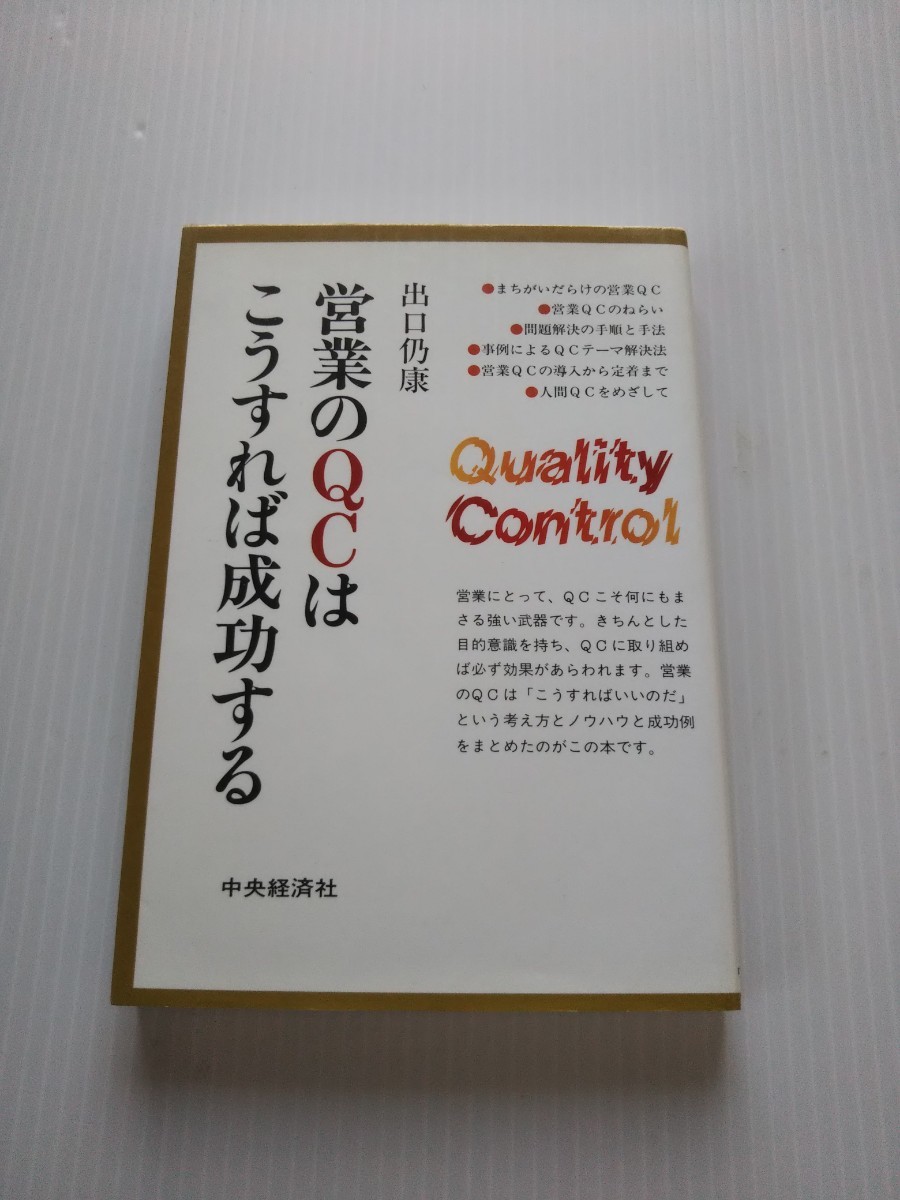 ●まちがいだらけの営業QC
●営業QCのねらい
●問題解決の手順と手法
●事例によるQCテーマ解決法
●営業QCの導入から定着まで
●人間QCをめざして
Quality
Control
営業にとって、QCこそ何にもま
さる強い武器です。きちんとした
目的意識を持ち、QCに取り組め
ば必ず効果があらわれます。営業
のQCは「こうすればいいのだ」
という考え方とノウハウと成功例
をまとめたのがこの本です。
出口仍康
営業のQCは
こうすれば成功する
中央経済社